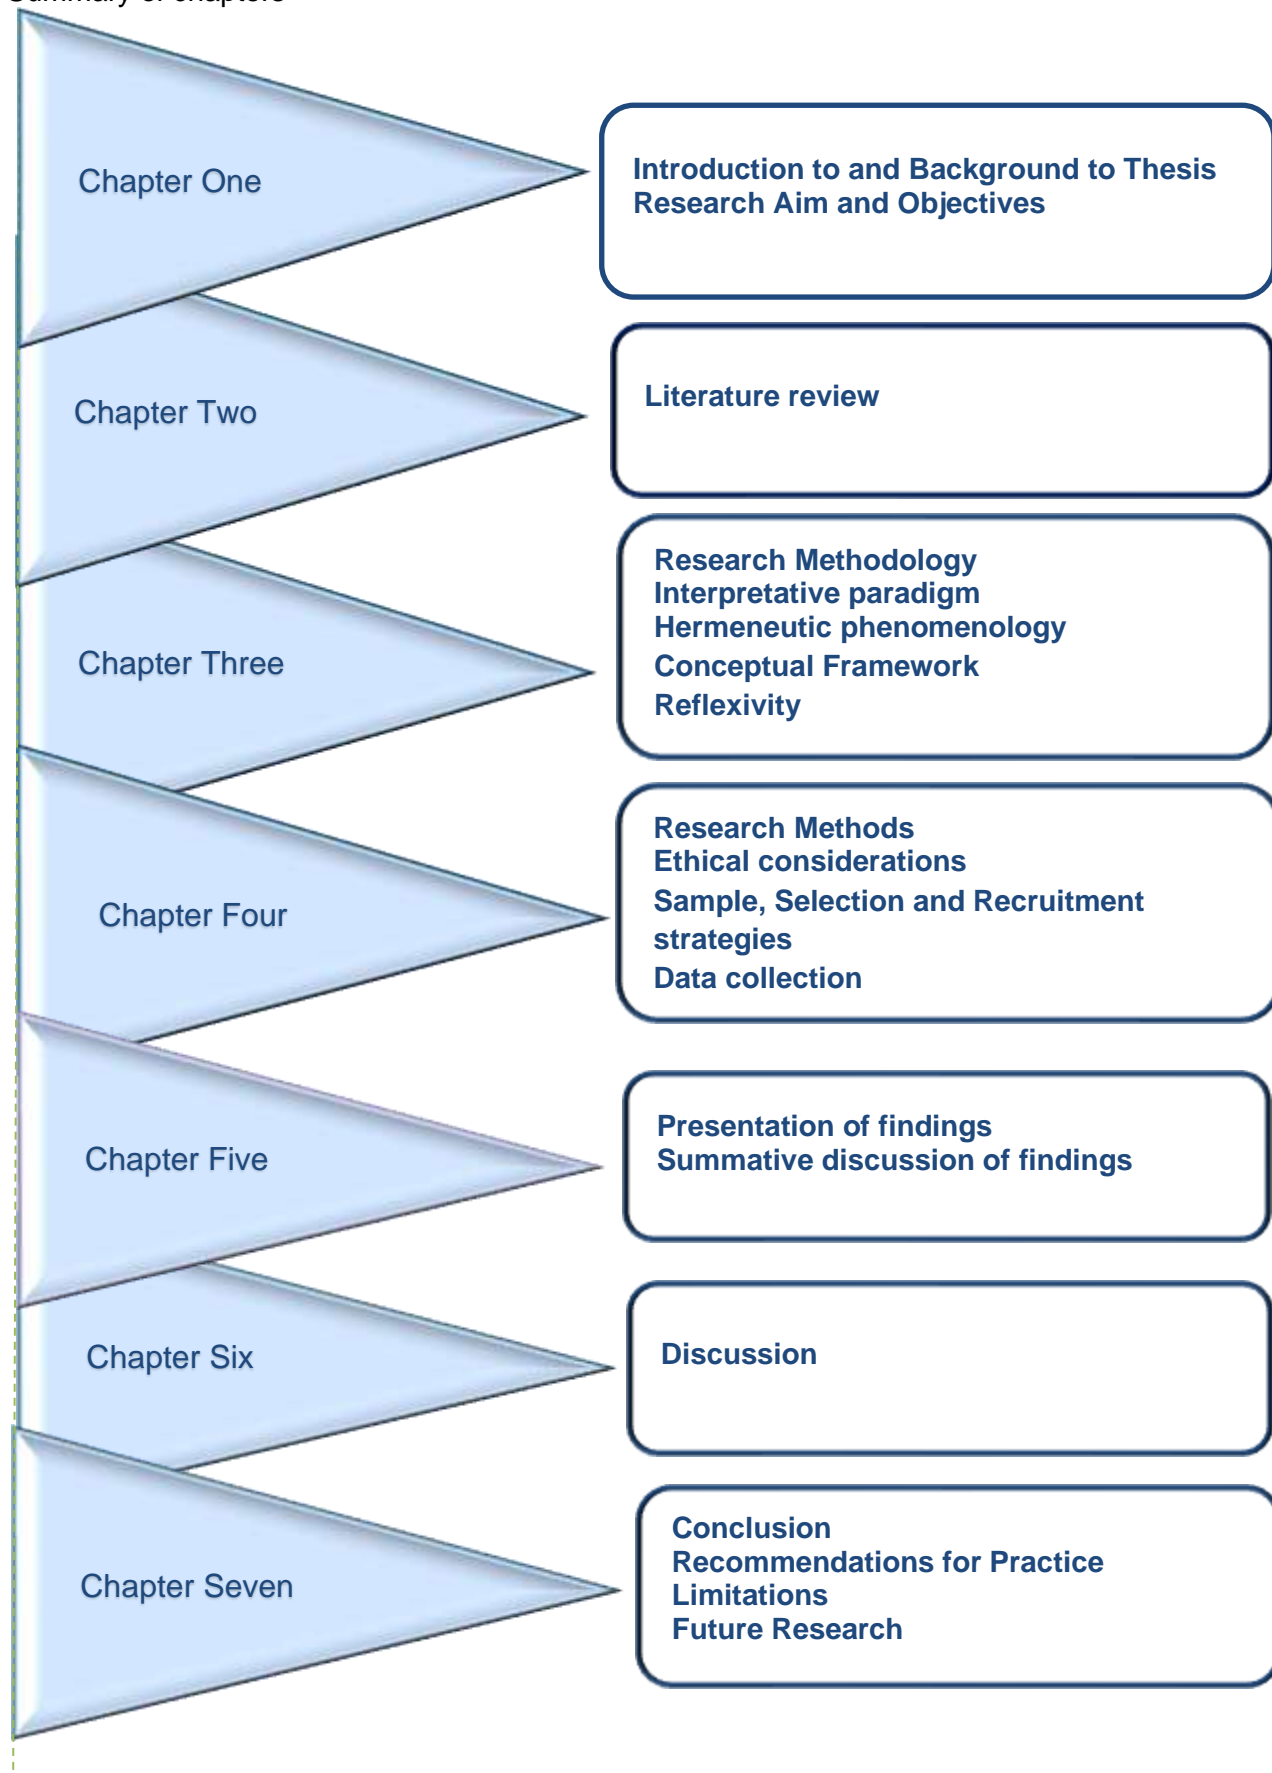 Summary of chapters
Chapter One
Introduction to and Background to Thesis
Research Aim and Objectives
Chapter Two
Literature review
Chapter Three
Research Methodology
Interpretative paradigm
Hermeneutic phenomenology
Conceptual Framework
Reflexivity
Chapter Four
Research Methods
Ethical considerations
Sample, Selection and Recruitment
strategies
Data collection
Chapter Five
Presentation of findings
Summative discussion of findings
Chapter Six
Discussion
Chapter Seven
Conclusion
Recommendations for Practice
Limitations
Future Research